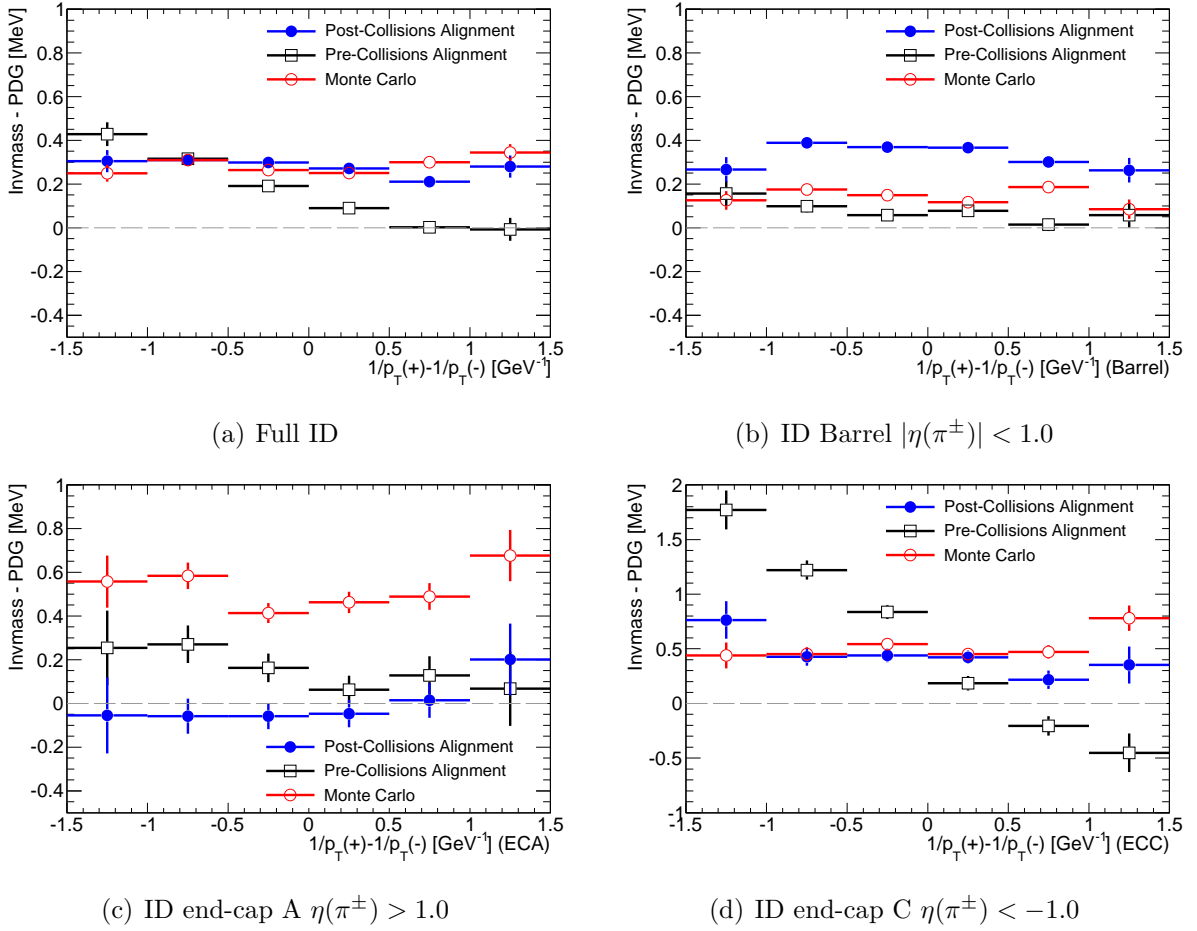 Invmass - PDG [MeV]
1
0.8
0.6
0.4
0.2
0
-0.2
-0.4
Post-Collisions Alignment
Pre-Collisions Alignment
Monte Carlo
-1.5 -1 -0.5 0 0.5 1 1.5
1/p_T(+)-1/p_T(-) [GeV⁻¹]
(a) Full ID
Invmass - PDG [MeV]
1
0.8
0.6
0.4
0.2
0
-0.2
-0.4
Post-Collisions Alignment
Pre-Collisions Alignment
Monte Carlo
-1.5 -1 -0.5 0 0.5 1 1.5
1/p_T(+)-1/p_T(-) [GeV⁻¹] (Barrel)
(b) ID Barrel |η(π±)| < 1.0
Invmass - PDG [MeV]
1
0.8
0.6
0.4
0.2
0
-0.2
-0.4
Post-Collisions Alignment
Pre-Collisions Alignment
Monte Carlo
-1.5 -1 -0.5 0 0.5 1 1.5
1/p_T(+)-1/p_T(-) [GeV⁻¹] (ECA)
(c) ID end-cap A η(π±) > 1.0
Invmass - PDG [MeV]
2
1.5
1
0.5
0
-0.5
-1
Post-Collisions Alignment
Pre-Collisions Alignment
Monte Carlo
-1.5 -1 -0.5 0 0.5 1 1.5
1/p_T(+)-1/p_T(-) [GeV⁻¹] (ECC)
(d) ID end-cap C η(π±) < −1.0